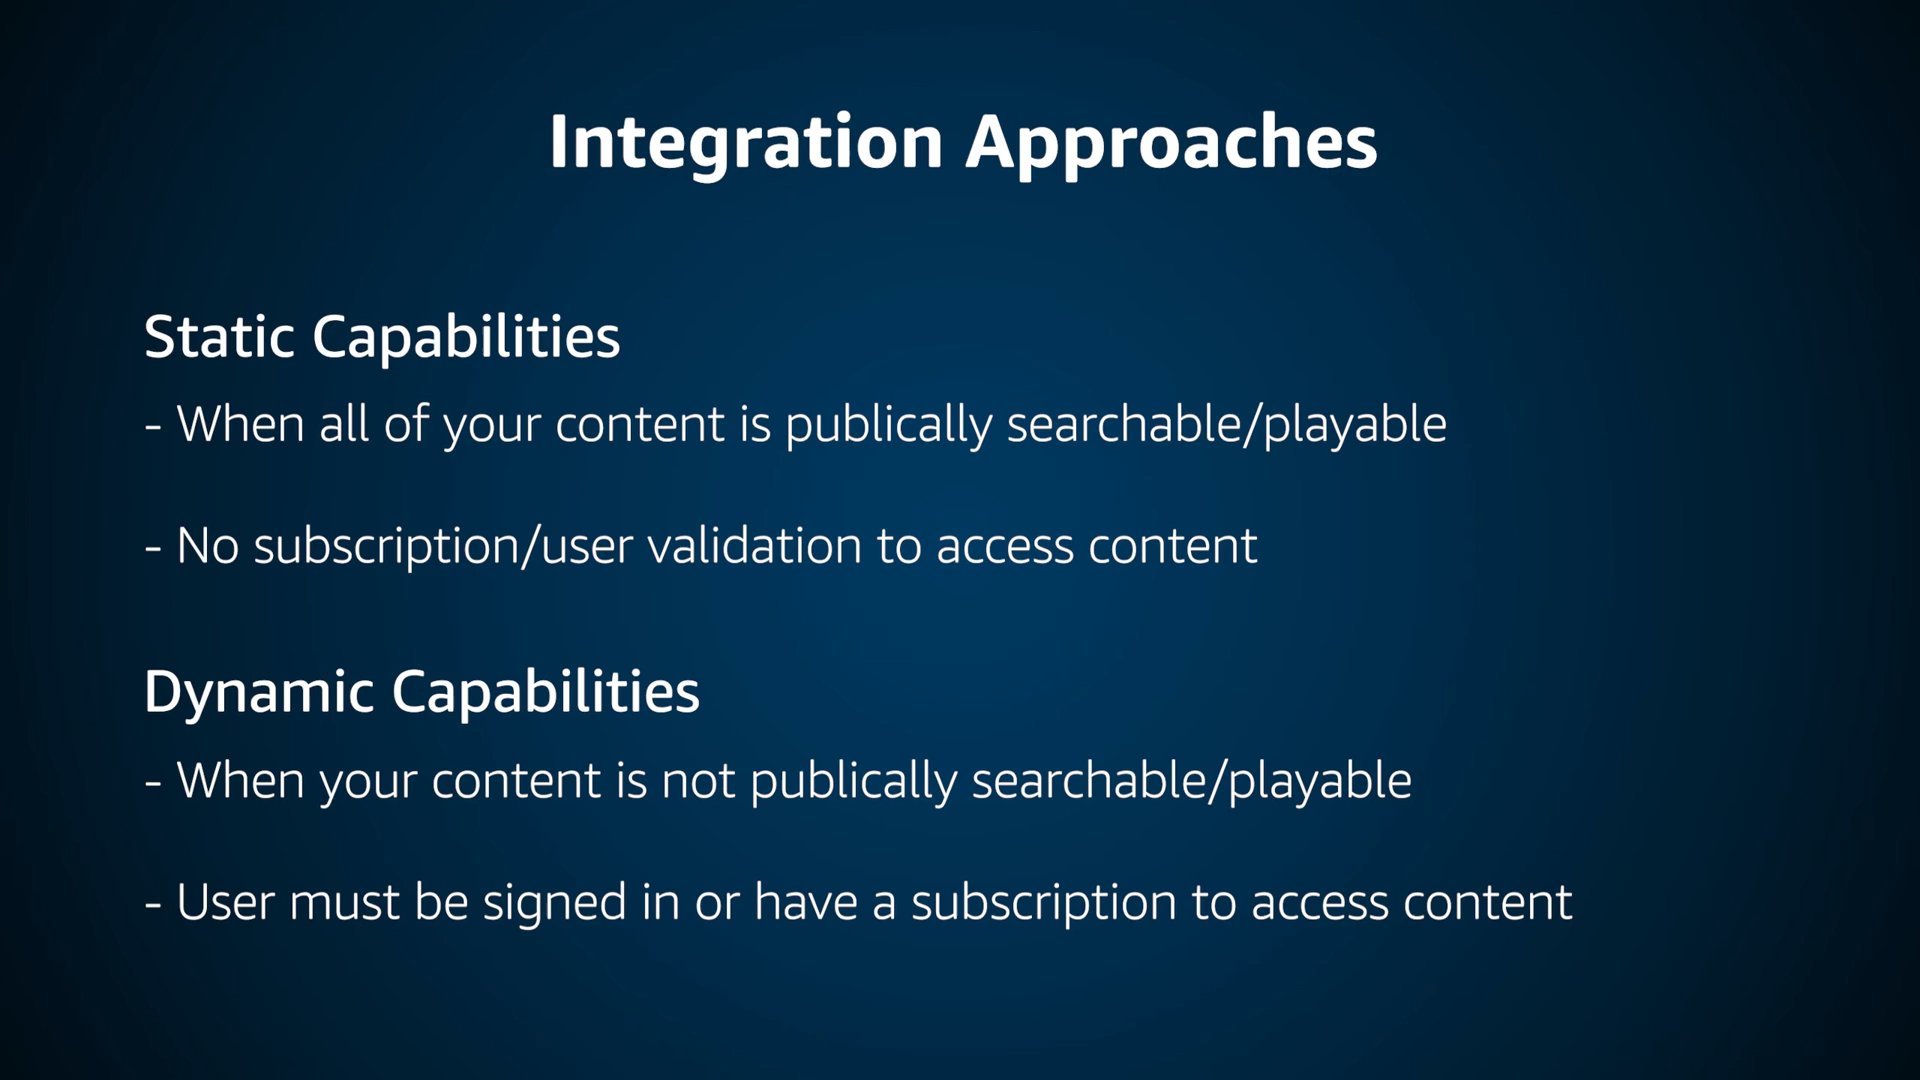 Integration Approaches
Static Capabilities
- When all of your content is publically searchable/playable
- No subscription/user validation to access content
Dynamic Capabilities
- When your content is not publically searchable/playable
- User must be signed in or have a subscription to access content